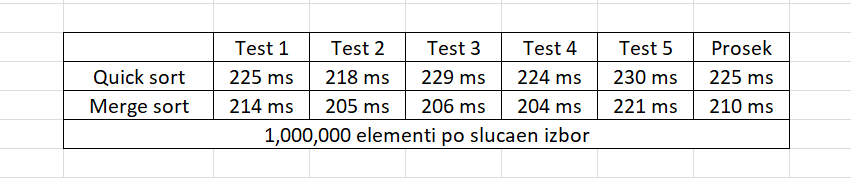 Test 1 Test 2 Test 3 Test 4 Test 5 Prosek
Quick sort 225 ms 218 ms 229 ms 224 ms 230 ms 225 ms
Merge sort 214 ms 205 ms 206 ms 204 ms 221 ms 210 ms
1,000,000 elementi po slucaen izbor